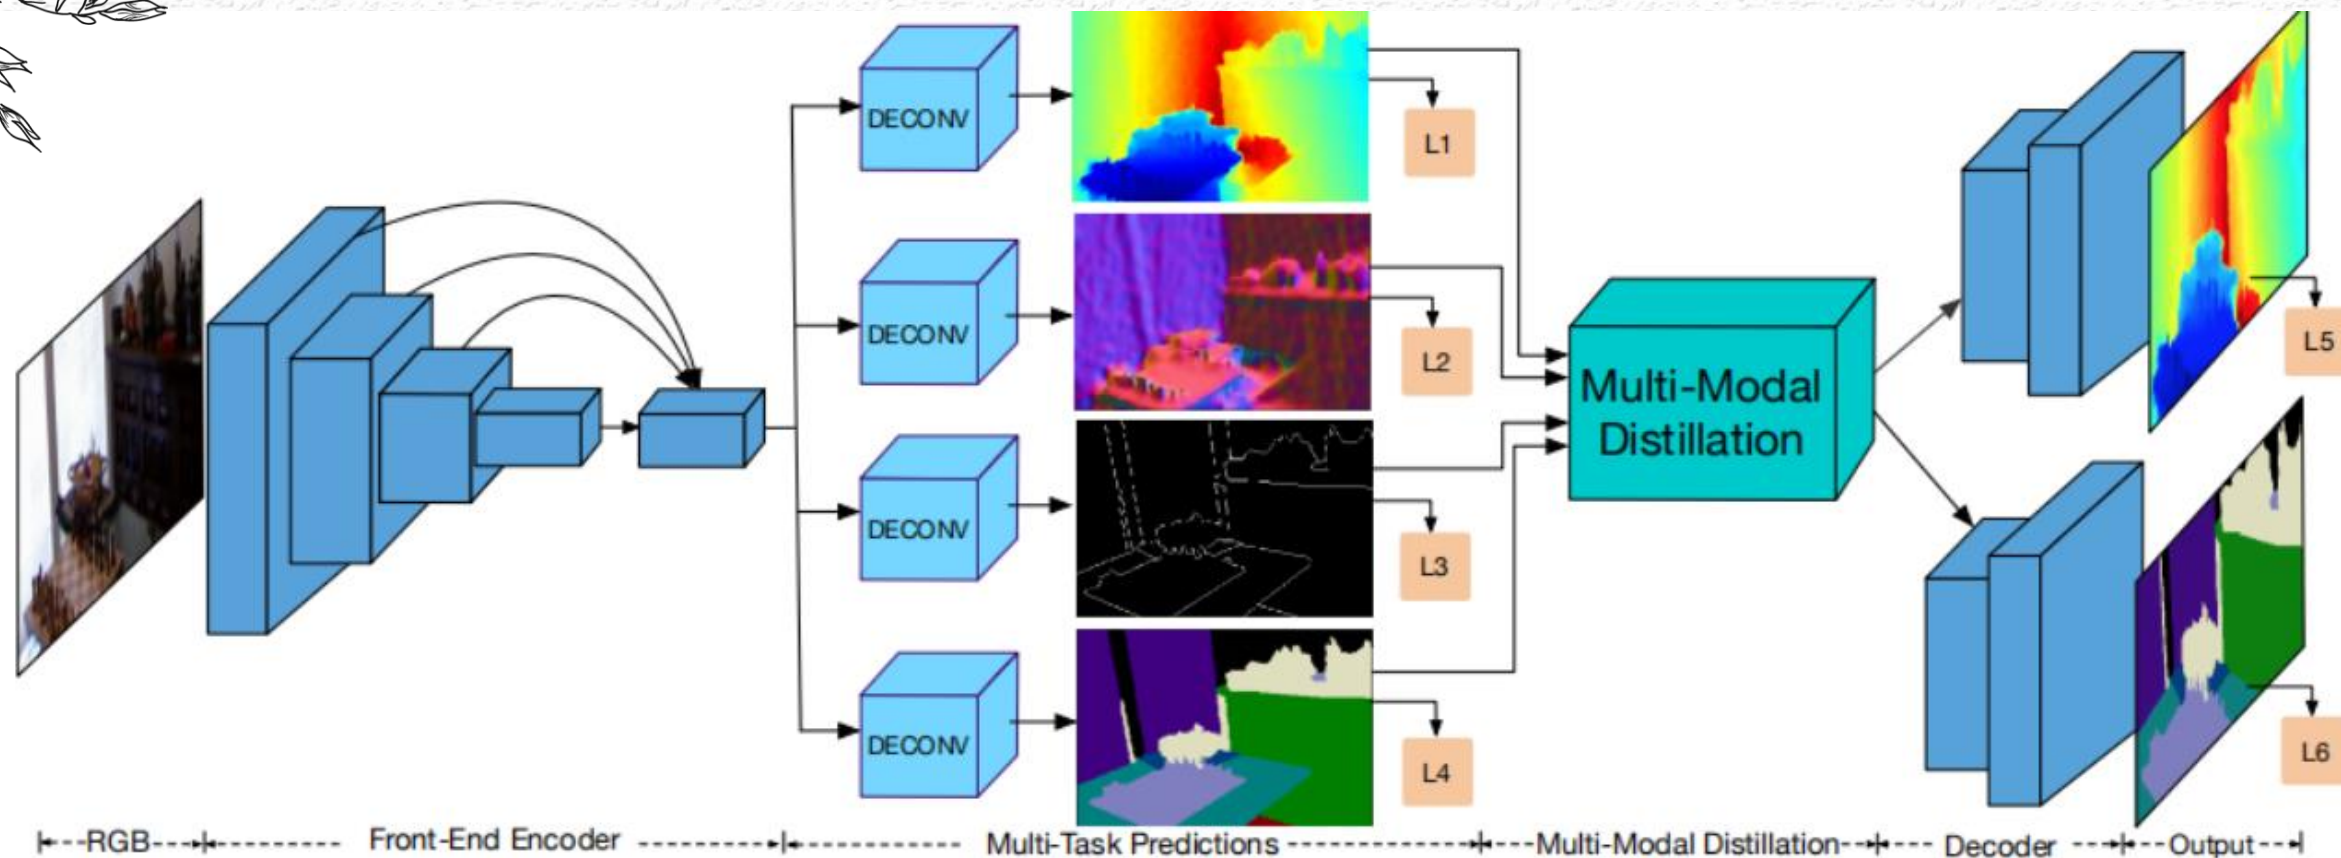 DECONV
L1
DECONV
L2
DECONV
L3
DECONV
L4
Multi-Modal
Distillation
L5
L6
RGB
Front-End Encoder
Multi-Task Predictions
Multi-Modal Distillation
Decoder
Output